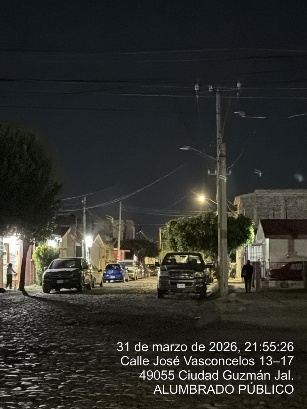 31 de marzo de 2026, 21:55:26
Calle José Vasconcelos 13–17
49055 Ciudad Guzmán Jal.
ALUMBRADO PÚBLICO